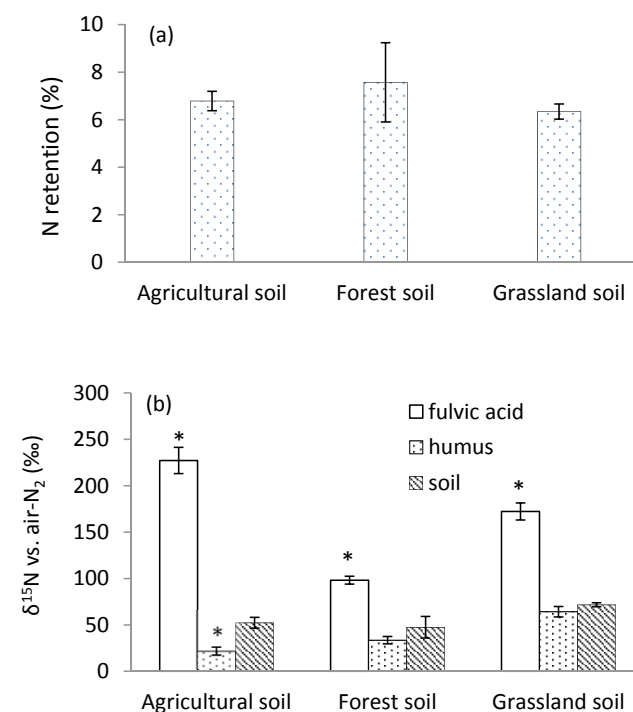 (a)
N retention (%)
10
8
6
4
2
0
Agricultural soil Forest soil Grassland soil
(b)
δ¹⁵N vs. air-N₂ (‰)
300
250
200
150
100
50
0
fulvic acid
humus
soil
*
*
*
*
Agricultural soil Forest soil Grassland soil